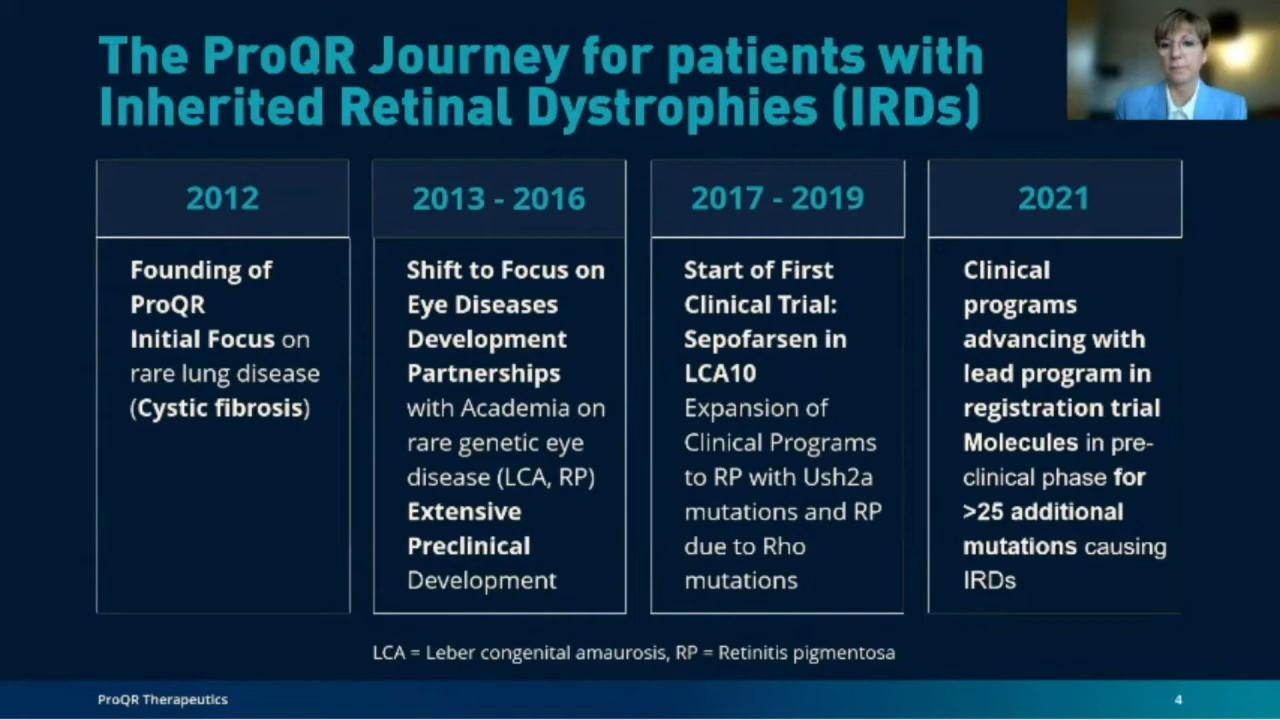 The ProQR Journey for patients with
Inherited Retinal Dystrophies (IRDs)
2012
Founding of
ProQR
Initial Focus on
rare lung disease
(Cystic fibrosis)
2013 - 2016
Shift to Focus on
Eye Diseases
Development
Partnerships
with Academia on
rare genetic eye
disease (LCA, RP)
Extensive
Preclinical
Development
2017 - 2019
Start of First
Clinical Trial:
Sepofarsen in
LCA10
Expansion of
Clinical Programs
to RP with Ush2a
mutations and RP
due to Rho
mutations
2021
Clinical
programs
advancing with
lead program in
registration trial
Molecules in pre-
clinical phase for
>25 additional
mutations causing
IRDs
LCA = Leber congenital amaurosis, RP = Retinitis pigmentosa
ProQR Therapeutics
4